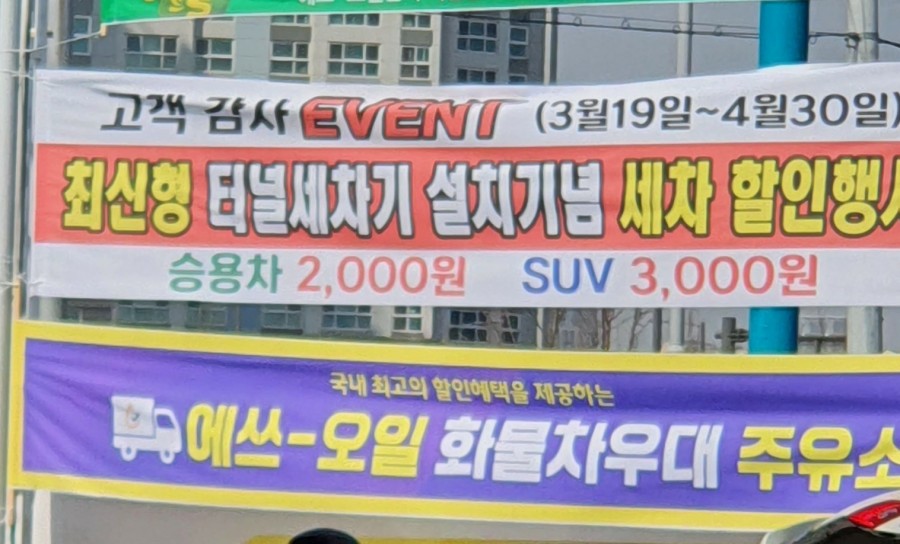 고객 감사 EVENT (3월19일~4월30일)
최신형 터널세차기 설치기념 세차 할인행사
승용차 2,000원 SUV 3,000원
국내 최고의 할인혜택을 제공하는
에쓰-오일 화물차우대 주유소